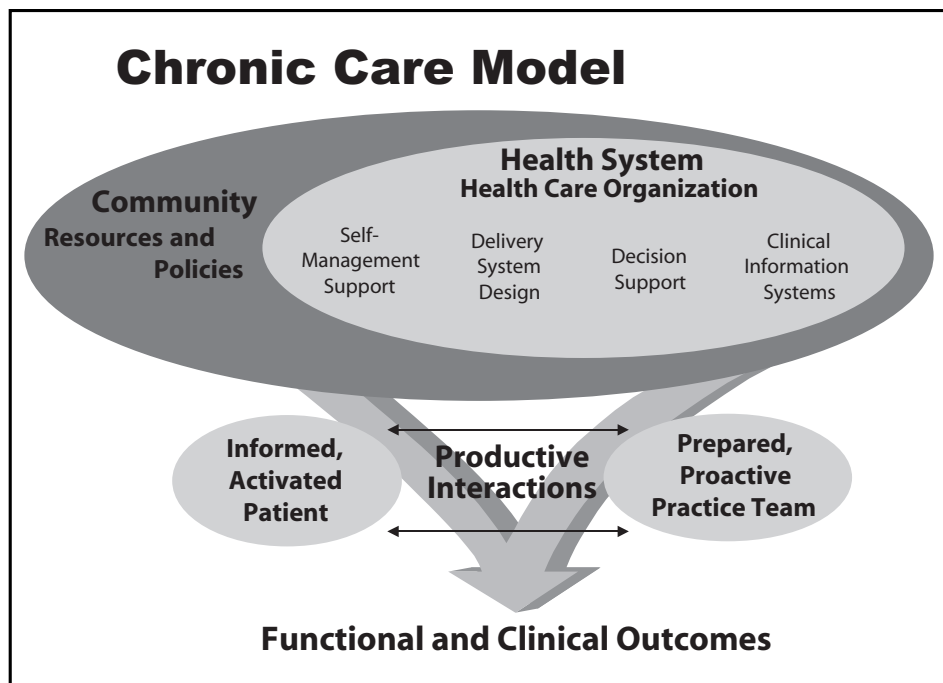 Chronic Care Model
Community
Resources and
Policies
Health System
Health Care Organization
Self-
Management
Support
Delivery
System
Design
Decision
Support
Clinical
Information
Systems
Informed,
Activated
Patient
Productive
Interactions
Prepared,
Proactive
Practice Team
Functional and Clinical Outcomes